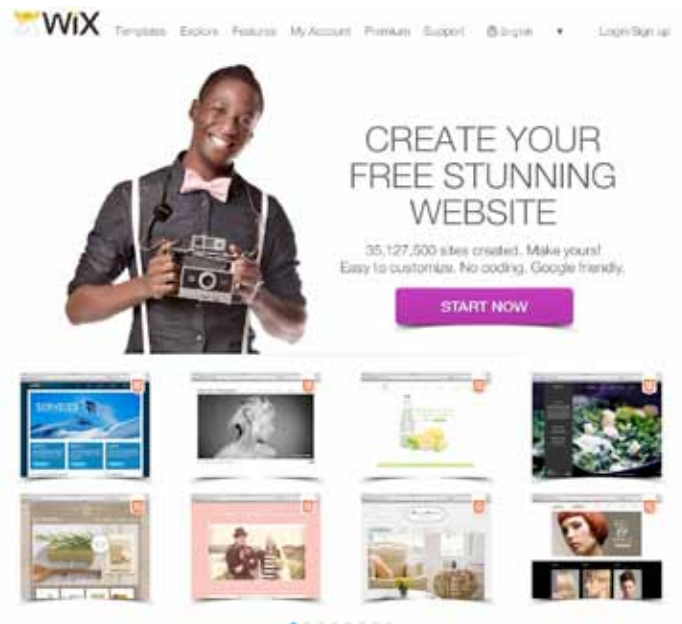 WiX
Templates Explore Features My Account Premium Support English Login/Sign up
CREATE YOUR
FREE STUNNING
WEBSITE
35,127,500 sites created. Make yours!
Easy to customize. No coding. Google friendly.
START NOW
SERVICES